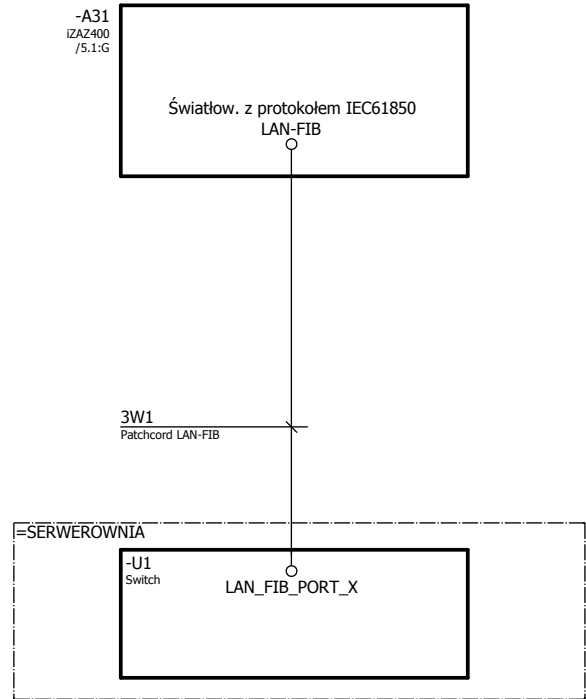 -A31
iZAZ400
/5.1:G
Światłow. z protokołem IEC61850
LAN-FIB
3W1
Patchcord LAN-FIB
=SERWEROWNIA
-U1
Switch
LAN_FIB_PORT_X